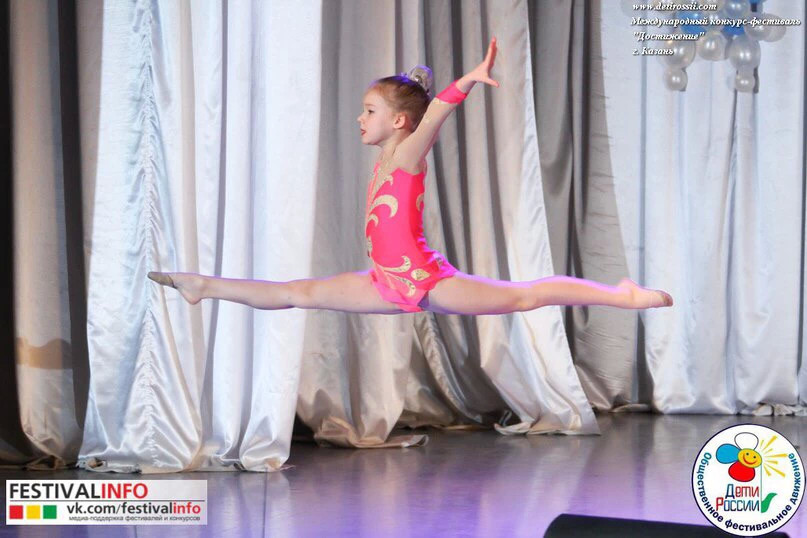 www.detirossii.com
Международный конкурс-фестиваль
"Достижение"
г. Казань
FESTIVALINFO
vk.com/festivalinfo
медиа-поддержка фестивалей и конкурсов
Общественное фестивальное движение
Дети
России